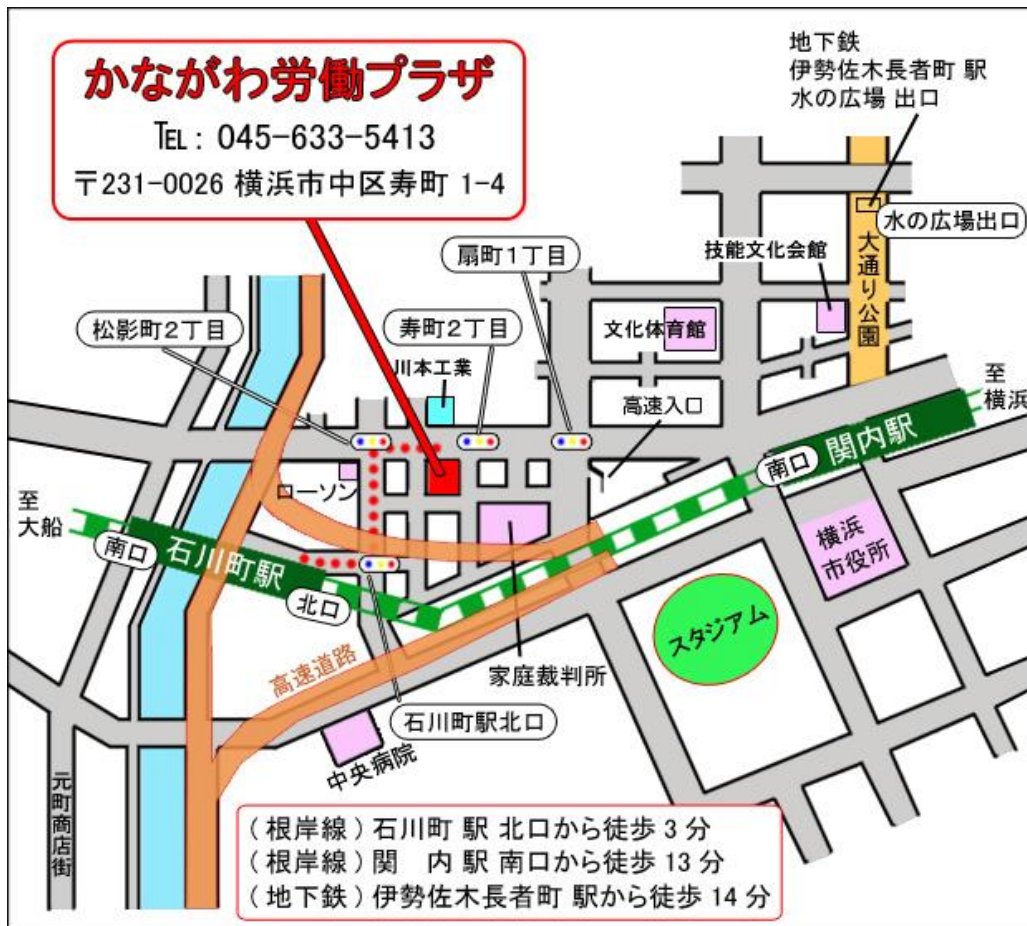 かながわ労働プラザ
TEL : 045-633-5413
〒231-0026 横浜市中区寿町 1-4
地下鉄
伊勢佐木長者町 駅
水の広場 出口
水の広場出口
大通り公園
技能文化会館
扇町1丁目
文化体育館
松影町2丁目
寿町2丁目
川本工業
高速入口
至
横浜
関内駅
南口
ローソン
至
大船
南口
石川町駅
北口
横浜
市役所
スタジアム
高速道路
家庭裁判所
石川町駅北口
中央病院
元町商店街
(根岸線)石川町 駅 北口から徒歩 3 分
(根岸線)関 内 駅 南口から徒歩 13 分
(地下鉄)伊勢佐木長者町 駅から徒歩 14 分